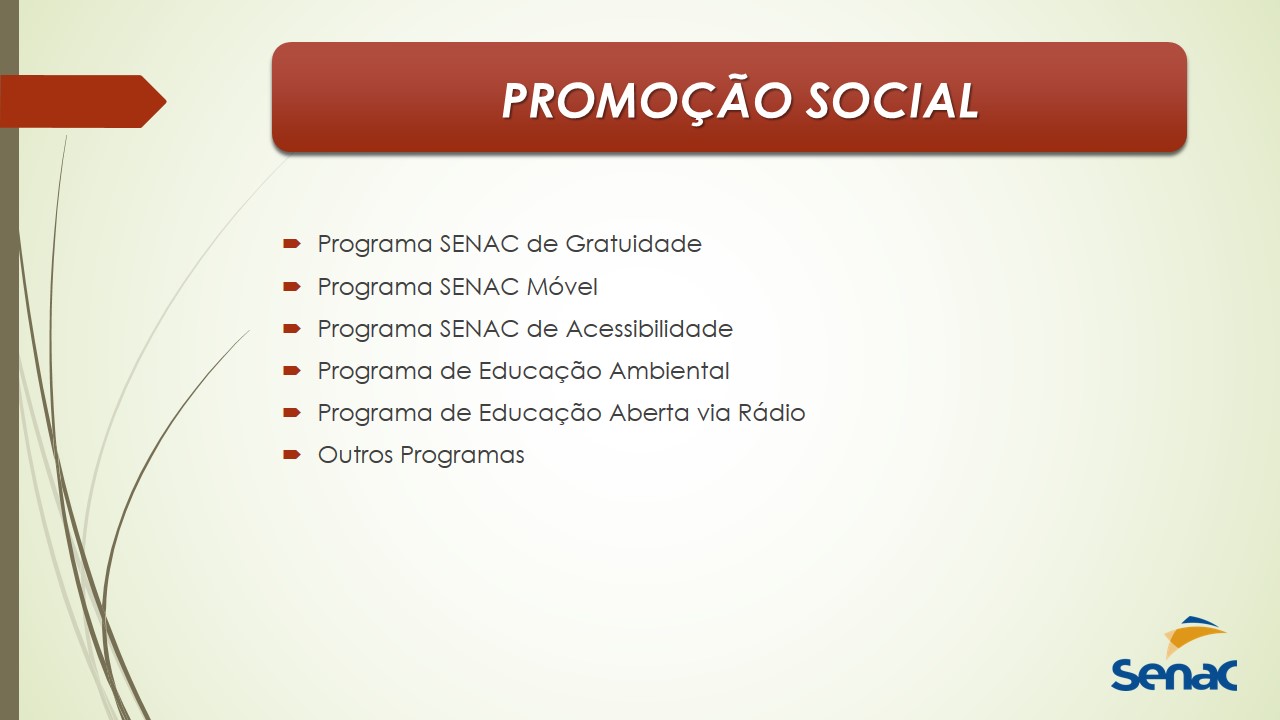 PROMOÇÃO SOCIAL
Programa SENAC de Gratuidade
Programa SENAC Móvel
Programa SENAC de Acessibilidade
Programa de Educação Ambiental
Programa de Educação Aberta via Rádio
Outros Programas
Senac